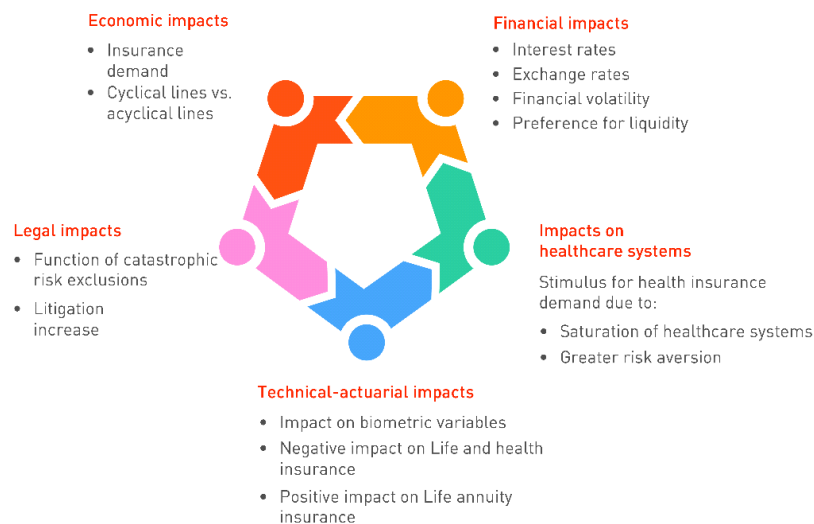 Economic impacts
• Insurance
demand
• Cyclical lines vs.
acyclical lines
Financial impacts
• Interest rates
• Exchange rates
• Financial volatility
• Preference for liquidity
Legal impacts
• Function of catastrophic
risk exclusions
• Litigation
increase
Impacts on
healthcare systems
Stimulus for health insurance
demand due to:
• Saturation of healthcare systems
• Greater risk aversion
Technical-actuarial impacts
• Impact on biometric variables
• Negative impact on Life and health
insurance
• Positive impact on Life annuity
insurance